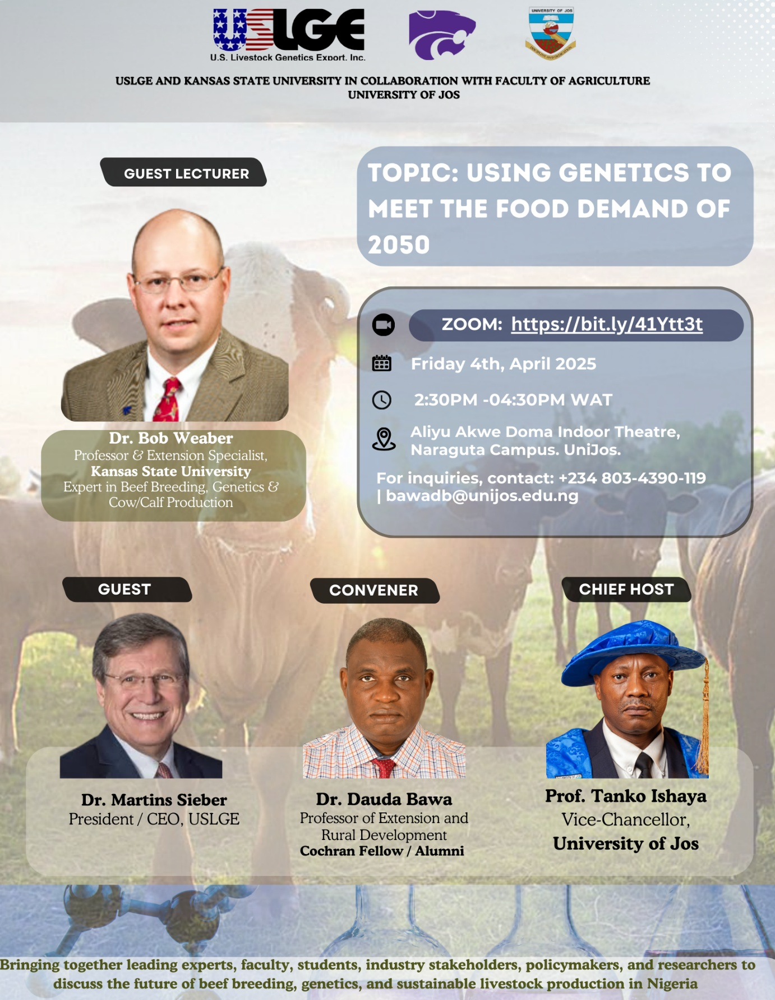 USLGE
U.S. Livestock Genetics Export, Inc.
UNIVERSITY OF JOS
DISCIPLINE AND DEDICATION
USLGE AND KANSAS STATE UNIVERSITY IN COLLABORATION WITH FACULTY OF AGRICULTURE
UNIVERSITY OF JOS
GUEST LECTURER
TOPIC: USING GENETICS TO
MEET THE FOOD DEMAND OF
2050
ZOOM: https://bit.ly/41Ytt3t
Friday 4th, April 2025
2:30PM -04:30PM WAT
Aliyu Akwe Doma Indoor Theatre,
Naraguta Campus. UniJos.
For inquiries, contact: +234 803-4390-119
| bawadb@unijos.edu.ng
Dr. Bob Weaber
Professor & Extension Specialist,
Kansas State University
Expert in Beef Breeding, Genetics &
Cow/Calf Production
GUEST
Dr. Martins Sieber
President / CEO, USLGE
CONVENER
Dr. Dauda Bawa
Professor of Extension and
Rural Development
Cochran Fellow / Alumni
CHIEF HOST
Prof. Tanko Ishaya
Vice-Chancellor,
University of Jos
Bringing together leading experts, faculty, students, industry stakeholders, policymakers, and researchers to
discuss the future of beef breeding, genetics, and sustainable livestock production in Nigeria